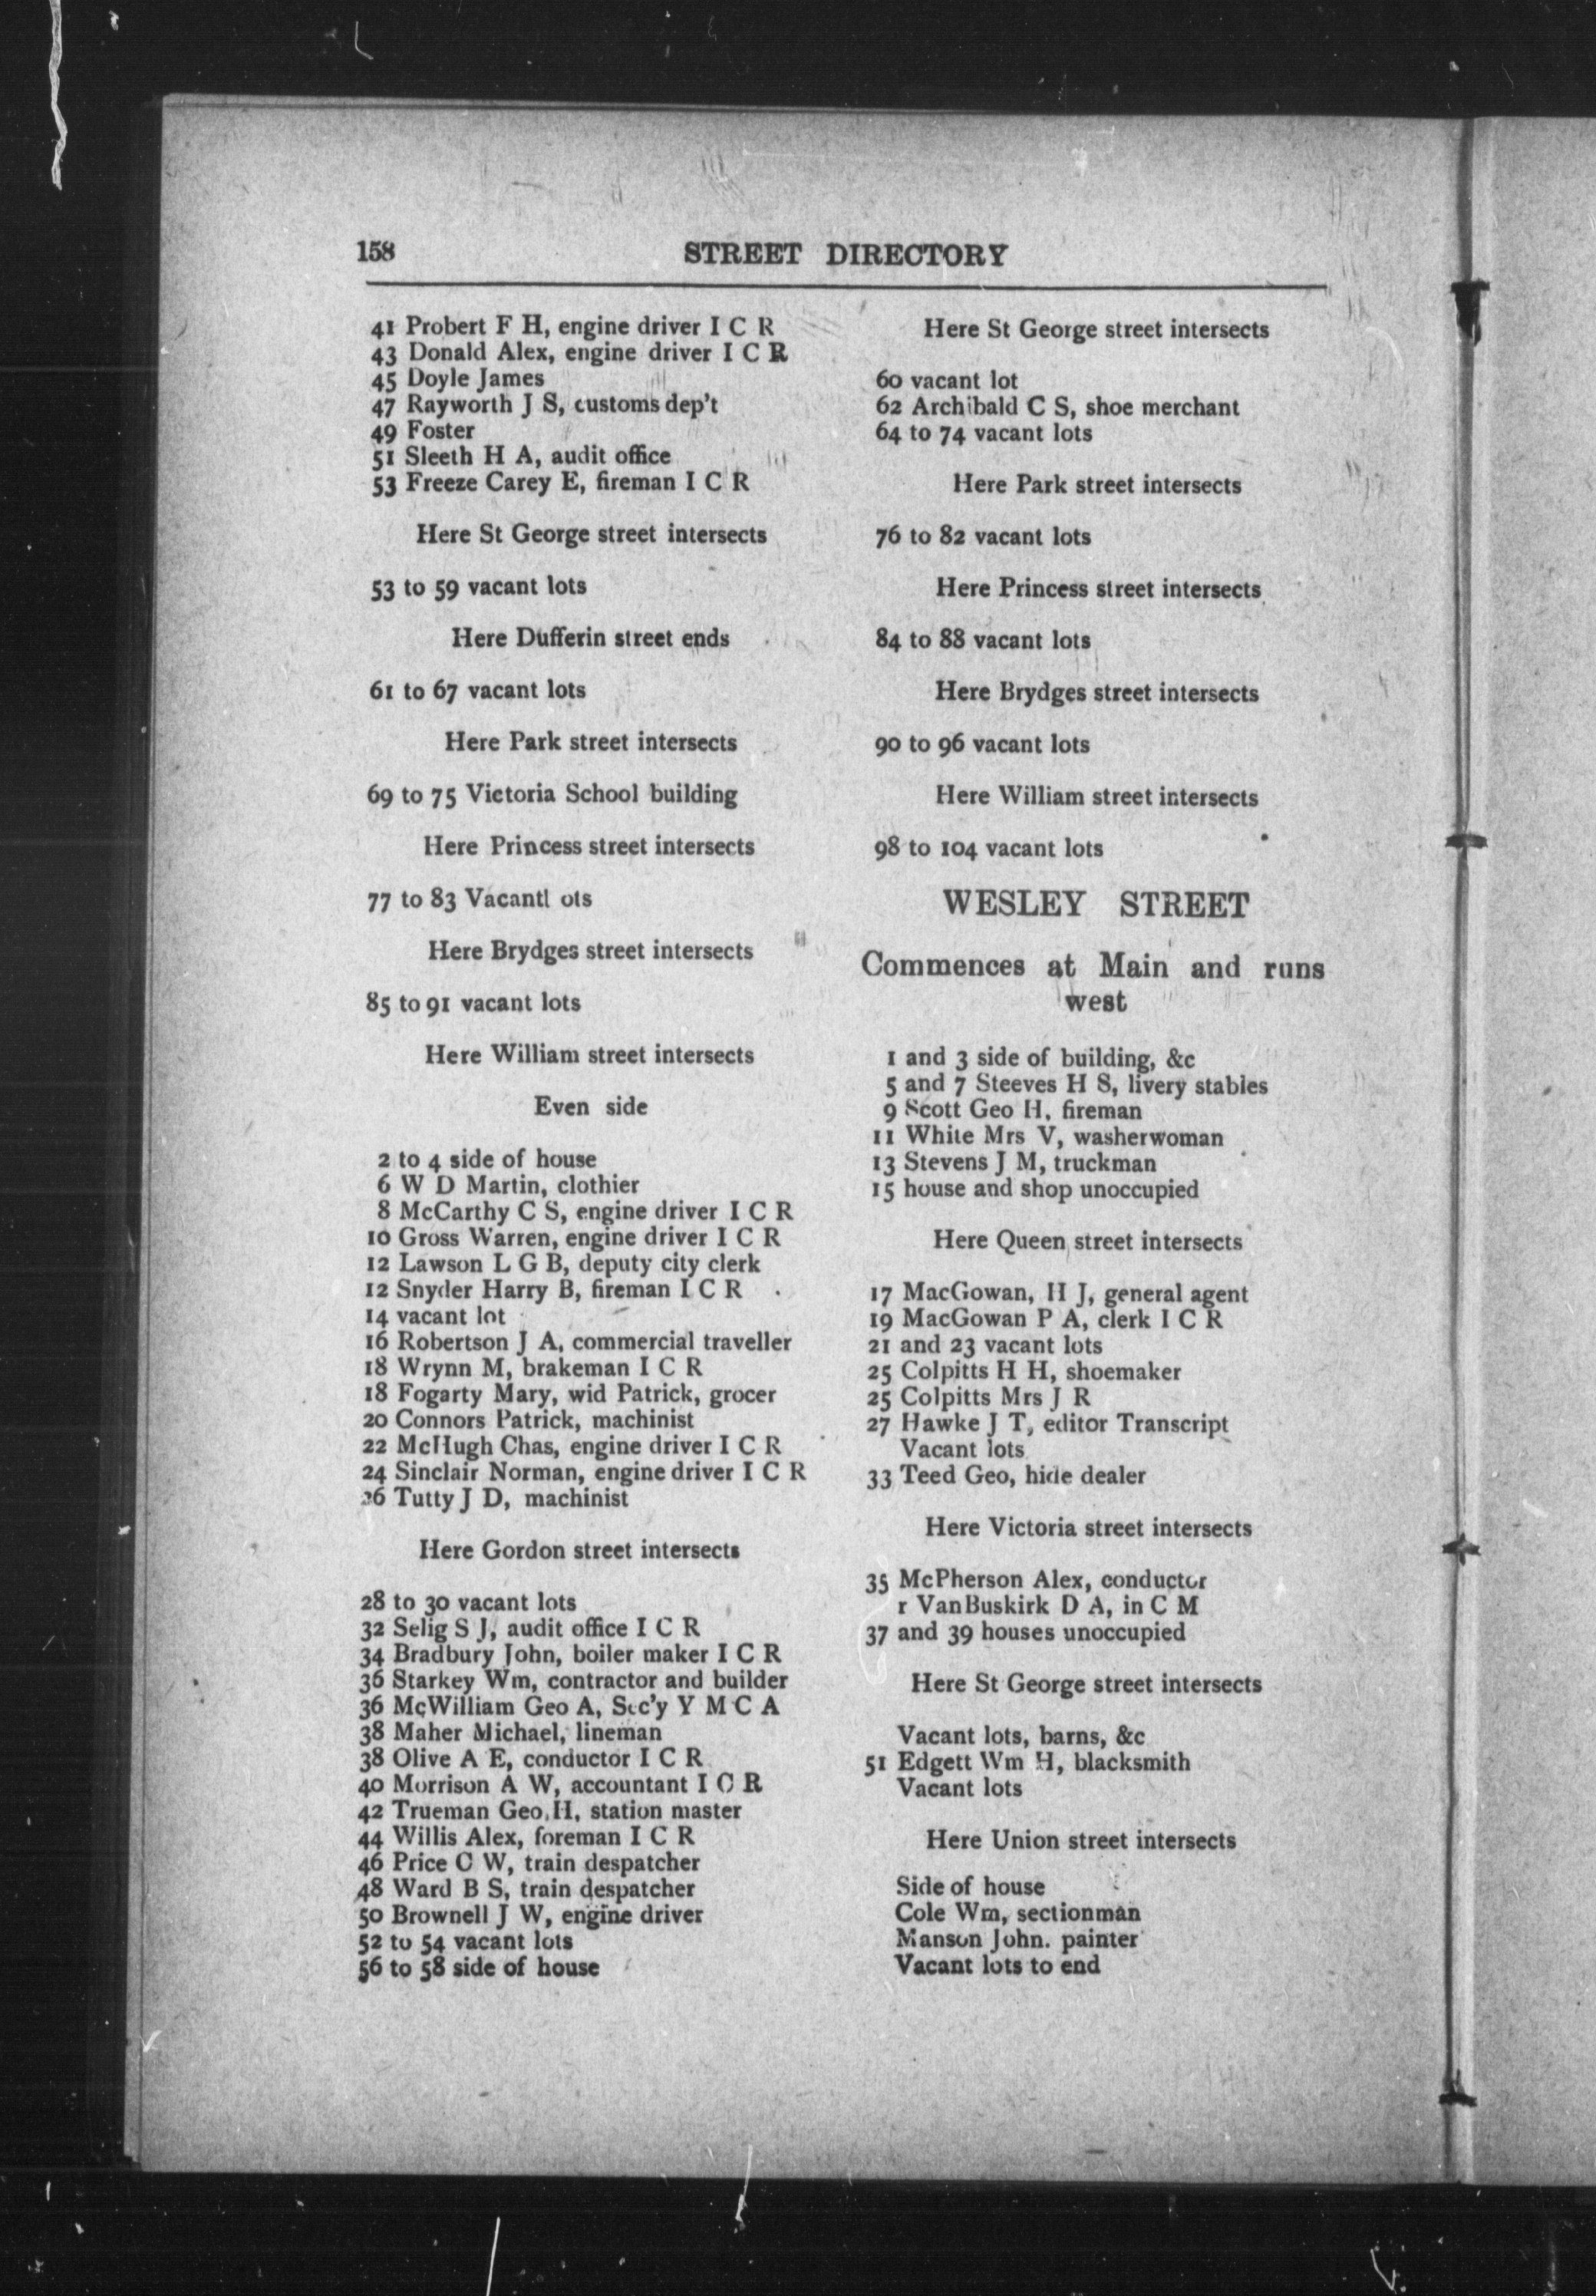 158
STREET DIRECTORY
41 Probert F H, engine driver I C R
43 Donald Alex, engine driver I C R
45 Doyle James
47 Rayworth J S, customs dep't
49 Foster
51 Sleeth H A, audit office
53 Freeze Carey E, fireman I C R
Here St George street intersects
53 to 59 vacant lots
Here Dufferin street ends
61 to 67 vacant lots
Here Park street intersects
69 to 75 Victoria School building
Here Princess street intersects
77 to 83 Vacantl ots
Here Brydges street intersects
85 to 91 vacant lots
Here William street intersects
Even side
2 to 4 side of house
6 W D Martin, clothier
8 McCarthy C S, engine driver I C R
10 Gross Warren, engine driver I C R
12 Lawson L G B, deputy city clerk
12 Snyder Harry B, fireman I C R
14 vacant lot
16 Robertson J A, commercial traveller
18 Wrynn M, brakeman I C R
18 Fogarty Mary, wid Patrick, grocer
20 Connors Patrick, machinist
22 McHugh Chas, engine driver I C R
24 Sinclair Norman, engine driver I C R
26 Tutty J D, machinist
Here Gordon street intersects
28 to 30 vacant lots
32 Selig S J, audit office I C R
34 Bradbury John, boiler maker I C R
36 Starkey Wm, contractor and builder
36 McWilliam Geo A, Sec'y Y M C A
38 Maher Michael, lineman
38 Olive A E, conductor I C R
40 Morrison A W, accountant I C R
42 Trueman Geo H, station master
44 Willis Alex, foreman I C R
46 Price C W, train despatcher
48 Ward B S, train despatcher
50 Brownell J W, engine driver
52 to 54 vacant lots
56 to 58 side of house
Here St George street intersects
60 vacant lot
62 Archibald C S, shoe merchant
64 to 74 vacant lots
Here Park street intersects
76 to 82 vacant lots
Here Princess street intersects
84 to 88 vacant lots
Here Brydges street intersects
90 to 96 vacant lots
Here William street intersects
98 to 104 vacant lots
WESLEY STREET
Commences at Main and runs
west
1 and 3 side of building, &c
5 and 7 Steeves H S, livery stables
9 Scott Geo H, fireman
11 White Mrs V, washerwoman
13 Stevens J M, truckman
15 house and shop unoccupied
Here Queen street intersects
17 MacGowan, H J, general agent
19 MacGowan P A, clerk I C R
21 and 23 vacant lots
25 Colpitts H H, shoemaker
25 Colpitts Mrs J R
27 Hawke J T, editor Transcript
Vacant lots
33 Teed Geo, hide dealer
Here Victoria street intersects
35 McPherson Alex, conductor
r VanBuskirk D A, in C M
37 and 39 houses unoccupied
Here St George street intersects
Vacant lots, barns, &c
51 Edgett Wm H, blacksmith
Vacant lots
Here Union street intersects
Side of house
Cole Wm, sectionman
Manson John. painter
Vacant lots to end